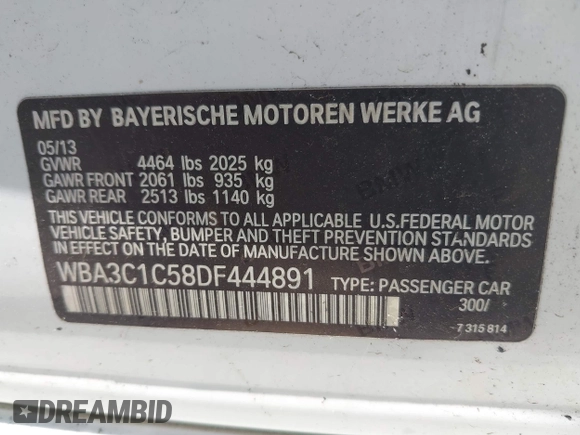 MFD BY BAYERISCHE MOTOREN WERKE AG
05/13
GVWR 4464 lbs 2025 kg
GAWR FRONT 2061 lbs 935 kg
GAWR REAR 2513 lbs 1140 kg
THIS VEHICLE CONFORMS TO ALL APPLICABLE U.S.FEDERAL MOTOR
VEHICLE SAFETY, BUMPER AND THEFT PREVENTION STANDARDS IN
EFFECT ON THE DATE OF MANUFACTURE SHOWN ABOVE.
WBA3C1C58DF444891 TYPE: PASSENGER CAR
300/
7 315 814
DREAMBID